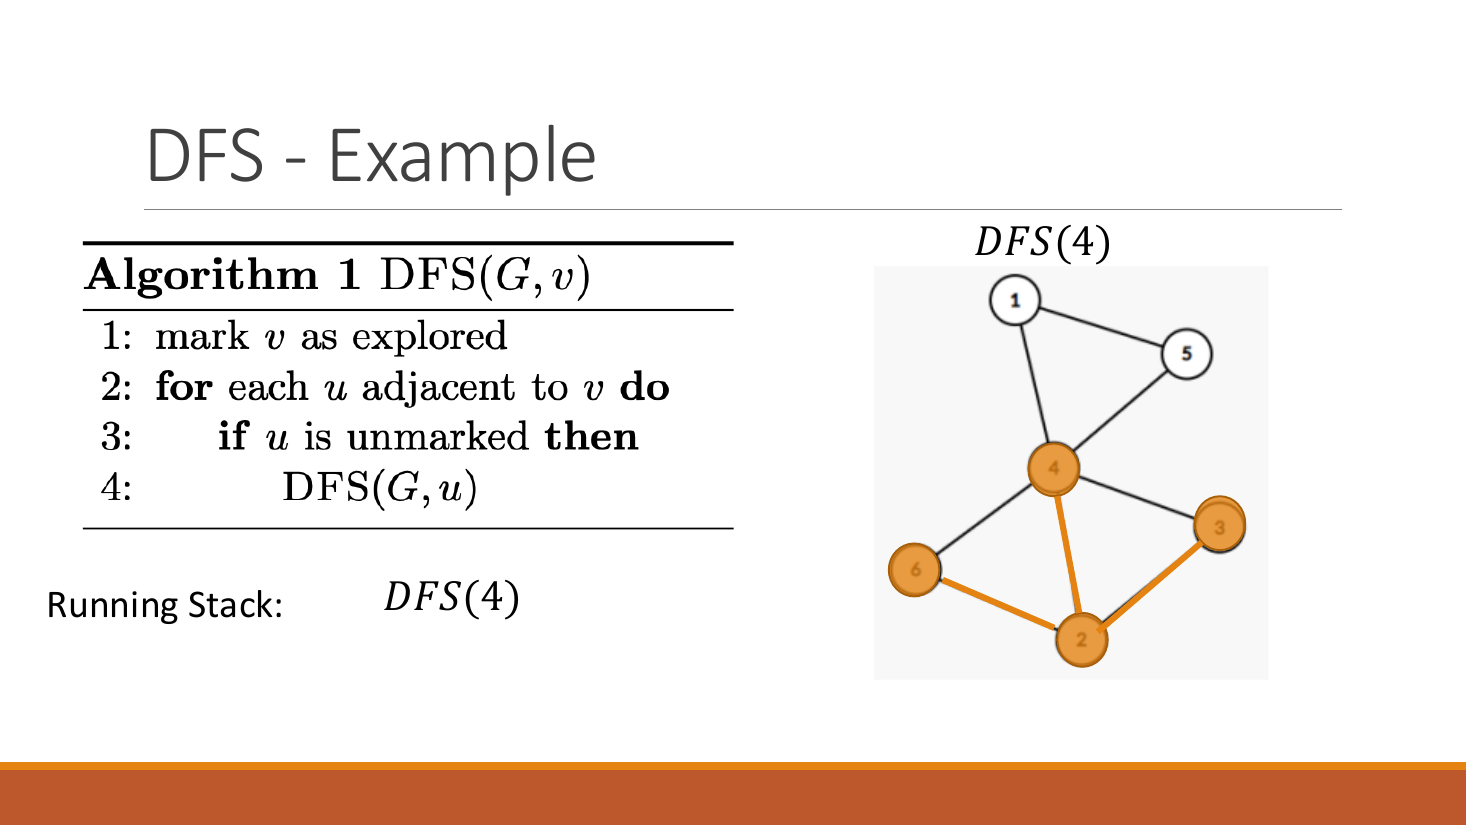 DFS - Example
Algorithm 1 DFS(G, v)
1: mark v as explored
2: for each u adjacent to v do
3: if u is unmarked then
4: DFS(G, u)
Running Stack: DFS(4)
DFS(4)
1
5
4
3
6
2